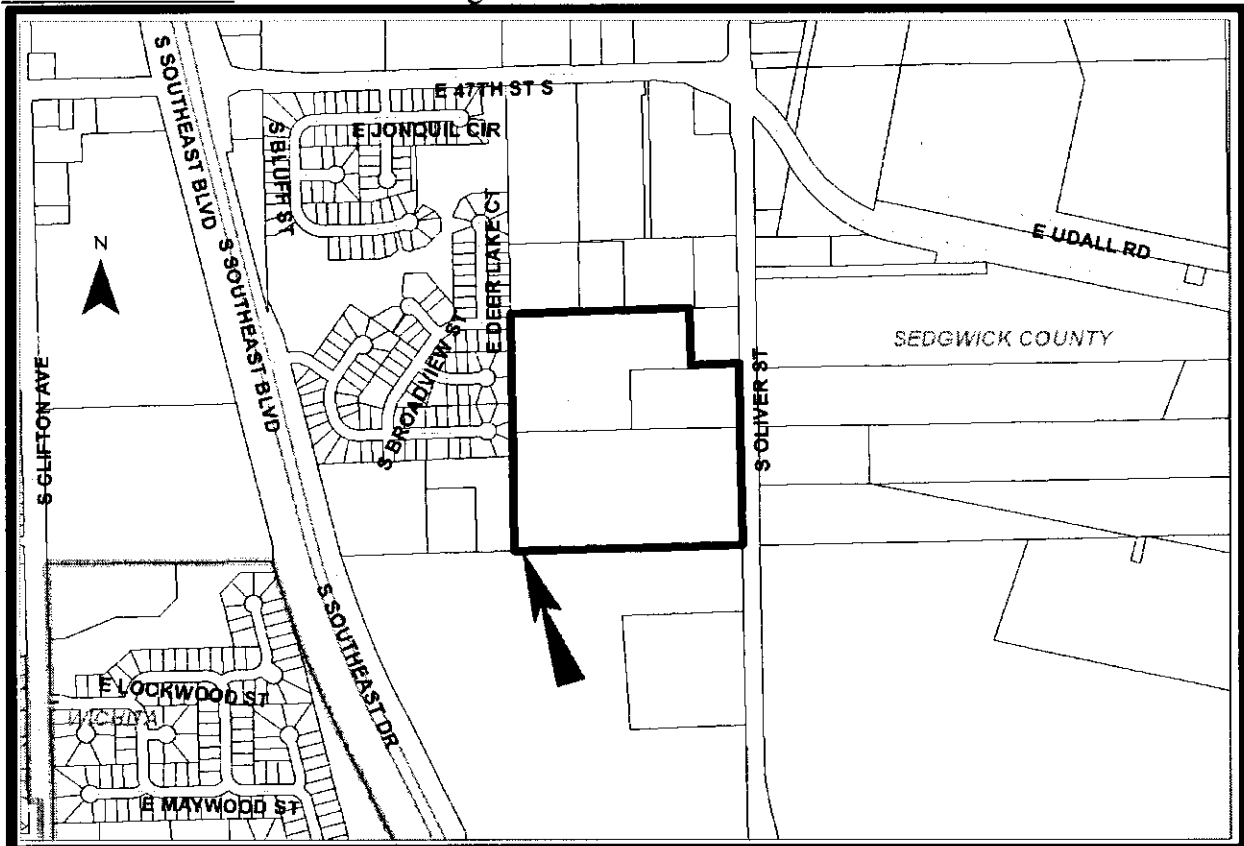 E 47TH ST S
S SOUTHEAST BLVD
E JONQUIL CIR
S BLUFF ST
E DEER LAKE CT
N
E UDALL RD
S SOUTHEAST BLVD
SEDGWICK COUNTY
S BROADVIEW ST
S CLIFTON AVE
S OLIVER ST
S SOUTHEAST DR
E LOCKWOOD ST
WICHITA
E MAYWOOD ST